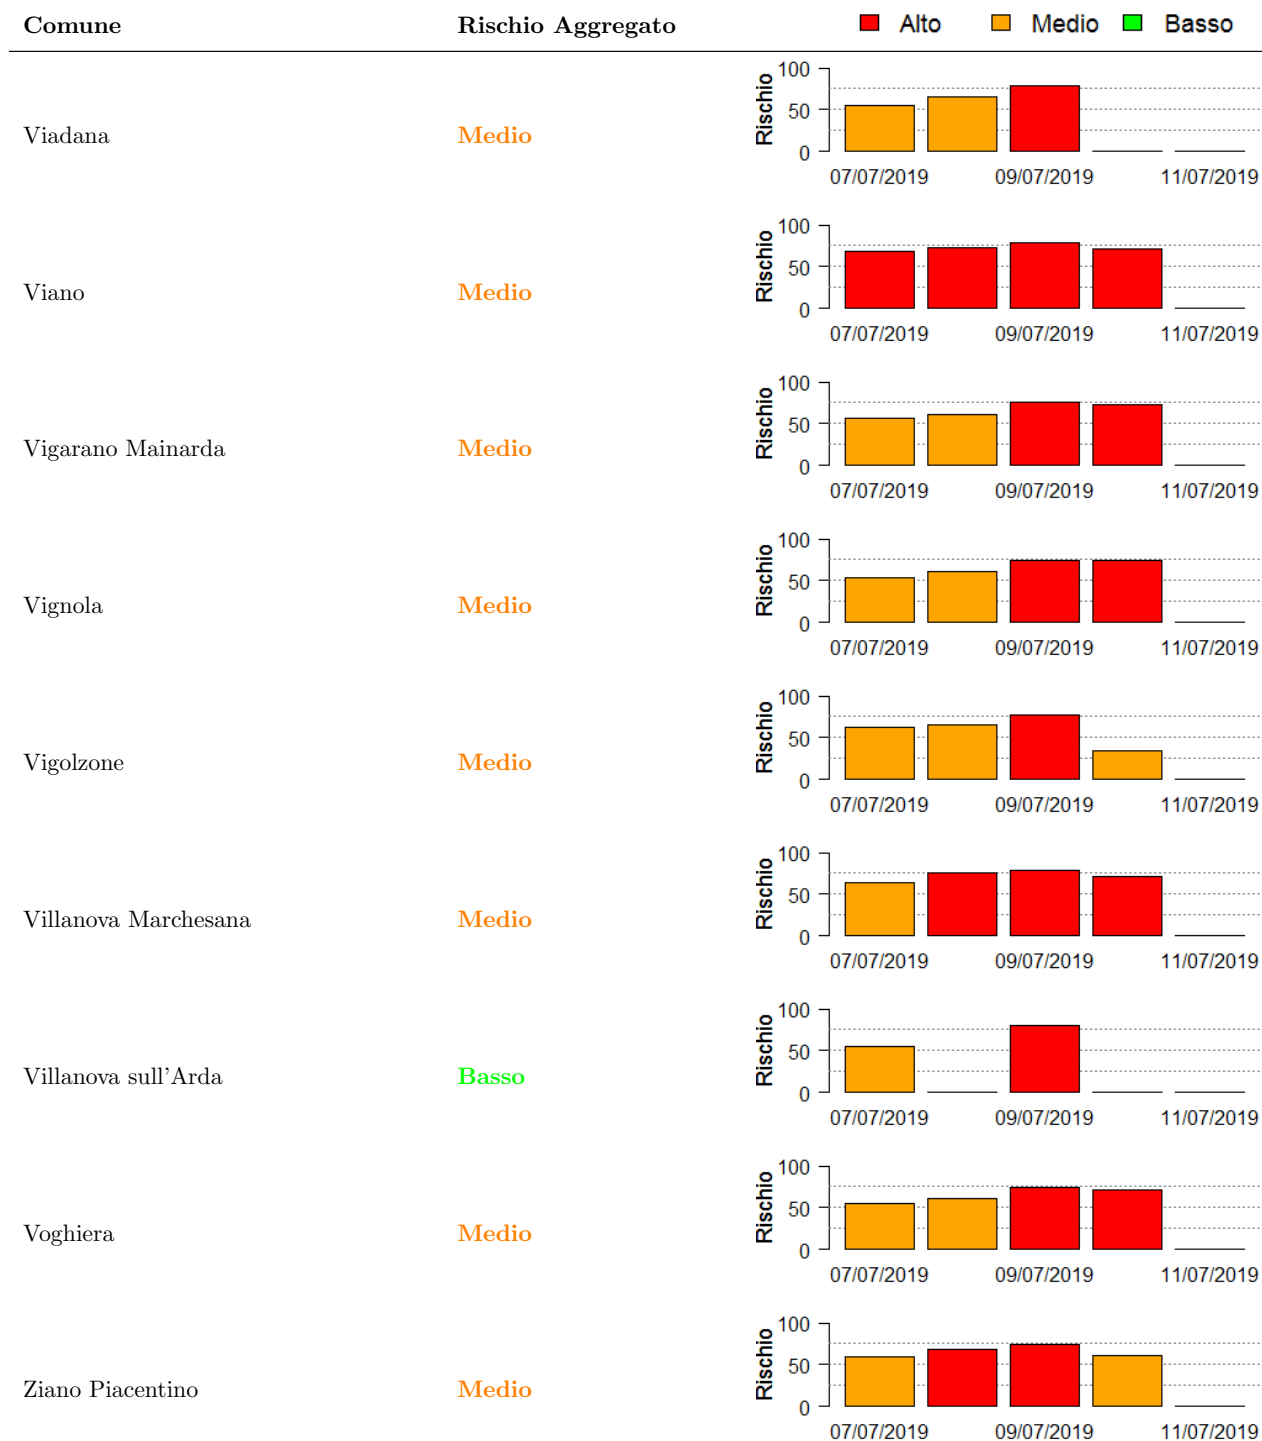 Comune Rischio Aggregato Alto Medio Basso
Viadana Medio
Rischio
100
50
0
07/07/2019 09/07/2019 11/07/2019
Viano Medio
Rischio
100
50
0
07/07/2019 09/07/2019 11/07/2019
Vigarano Mainarda Medio
Rischio
100
50
0
07/07/2019 09/07/2019 11/07/2019
Vignola Medio
Rischio
100
50
0
07/07/2019 09/07/2019 11/07/2019
Vigolzone Medio
Rischio
100
50
0
07/07/2019 09/07/2019 11/07/2019
Villanova Marchesana Medio
Rischio
100
50
0
07/07/2019 09/07/2019 11/07/2019
Villanova sull'Arda Basso
Rischio
100
50
0
07/07/2019 09/07/2019 11/07/2019
Voghiera Medio
Rischio
100
50
0
07/07/2019 09/07/2019 11/07/2019
Ziano Piacentino Medio
Rischio
100
50
0
07/07/2019 09/07/2019 11/07/2019